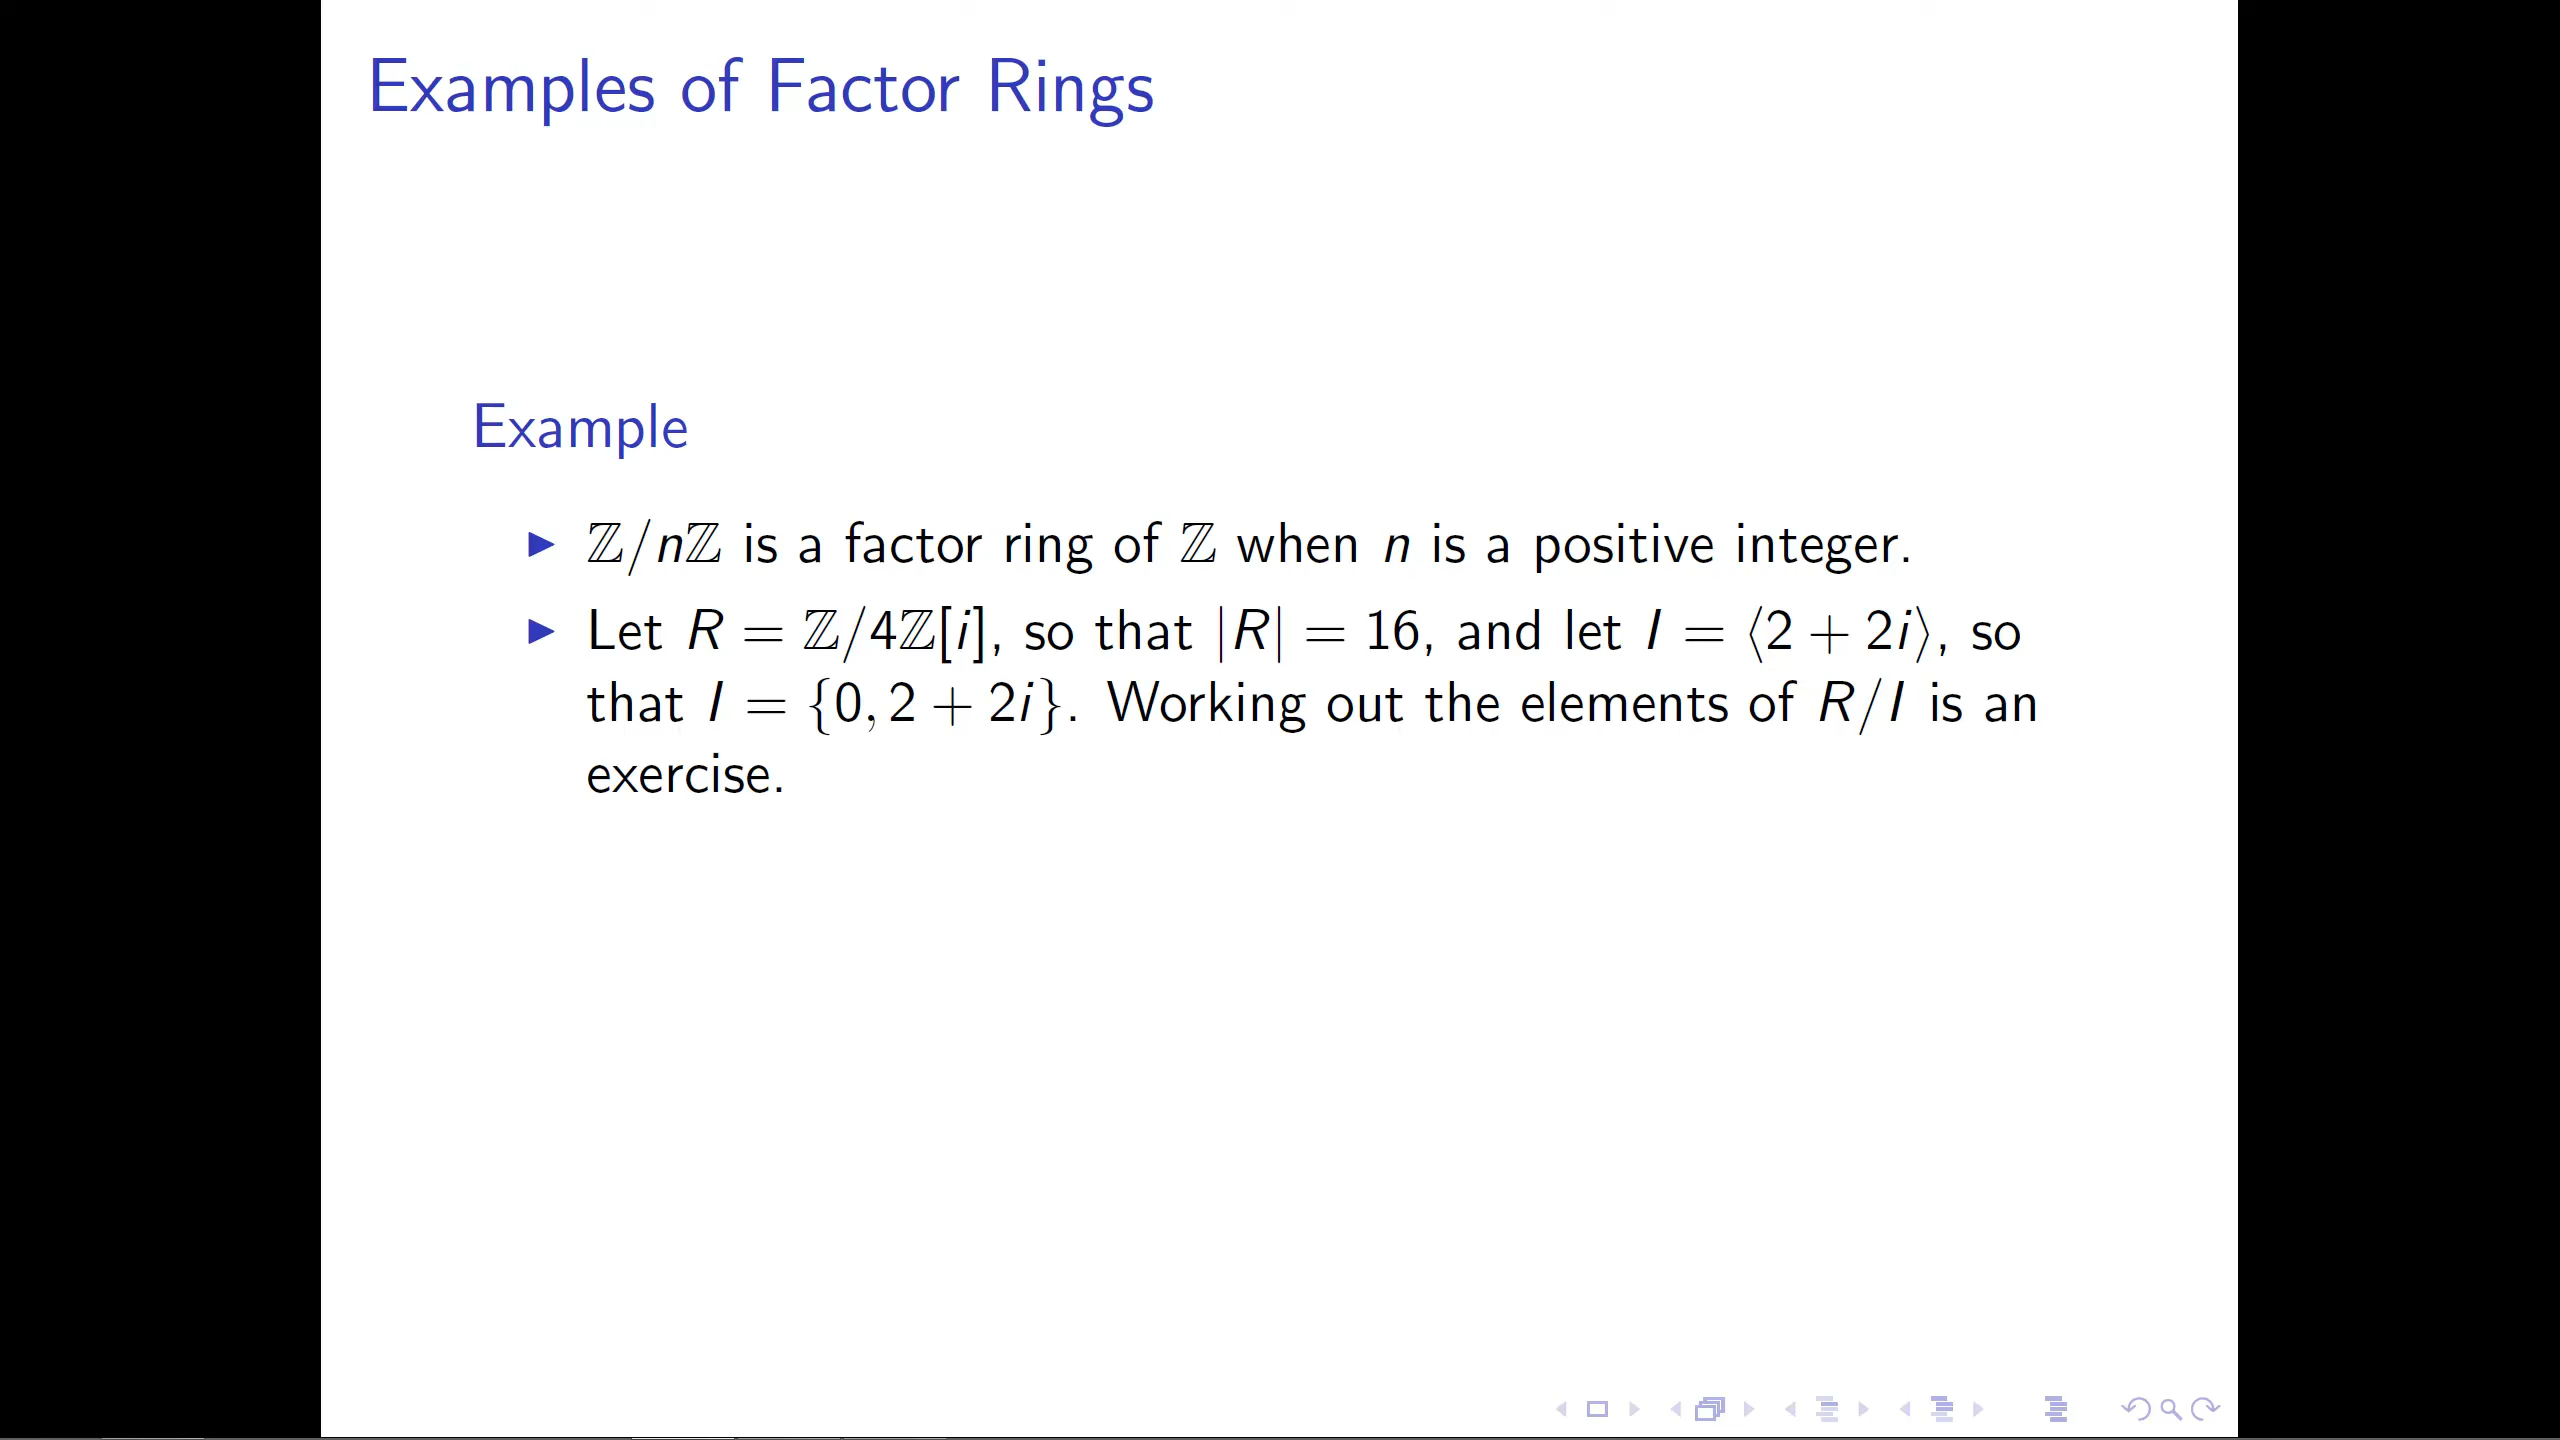 Examples of Factor Rings
Example
▶ ℤ/nℤ is a factor ring of ℤ when n is a positive integer.
▶ Let R = ℤ/4ℤ[i], so that |R| = 16, and let I = ⟨2 + 2i⟩, so
that I = {0, 2 + 2i}. Working out the elements of R/I is an
exercise.